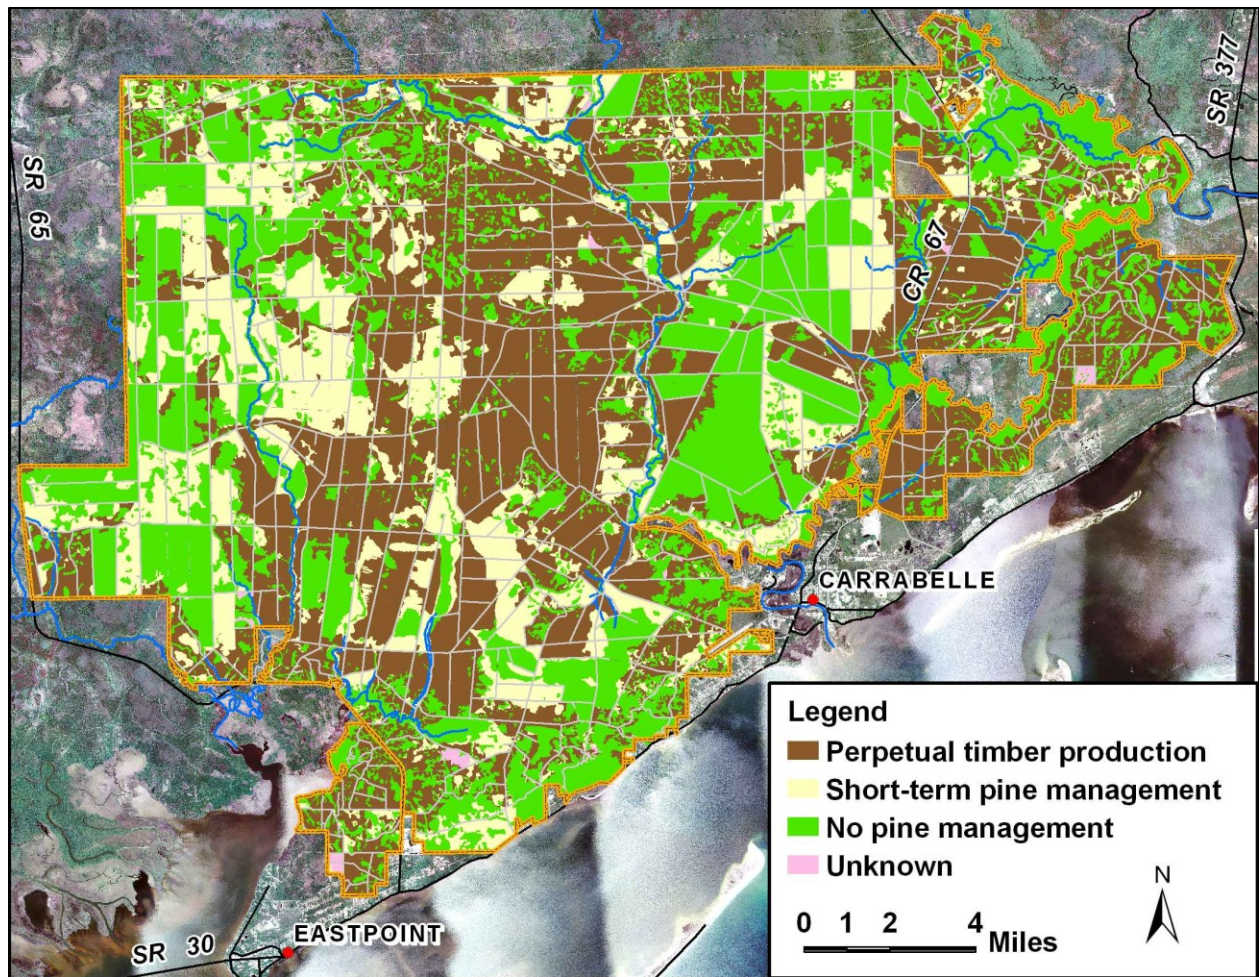 SR 377
SR 65
CR 67
CARRABELLE
Legend
Perpetual timber production
Short-term pine management
No pine management
Unknown
N
0 1 2 4
Miles
EASTPOINT
SR 30